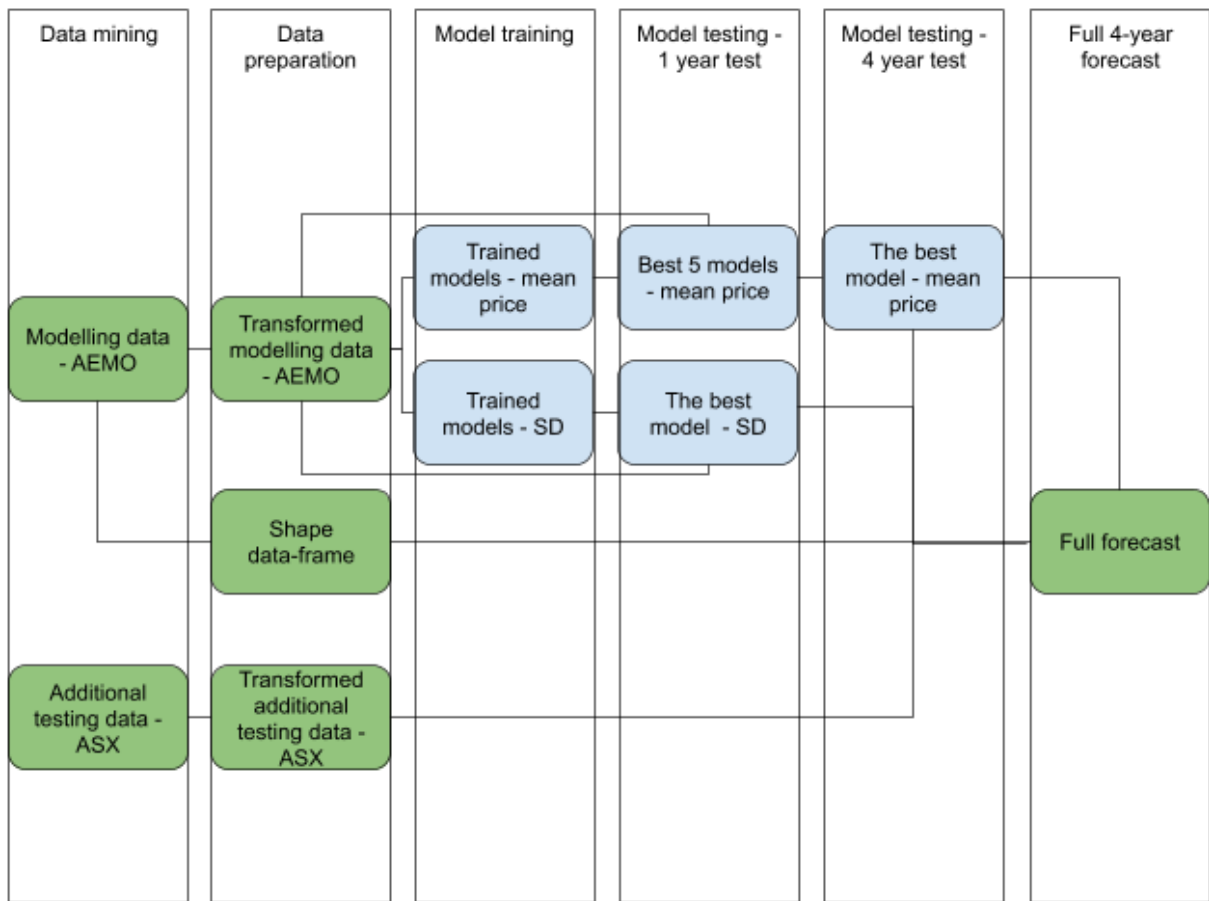 Data mining
Data
preparation
Model training
Model testing -
1 year test
Model testing -
4 year test
Full 4-year
forecast
Trained
models - mean
price
Best 5 models
- mean price
The best
model - mean
price
Modelling data
- AEMO
Transformed
modelling data
- AEMO
Trained
models - SD
The best
model - SD
Shape
data-frame
Full forecast
Additional
testing data -
ASX
Transformed
additional
testing data -
ASX